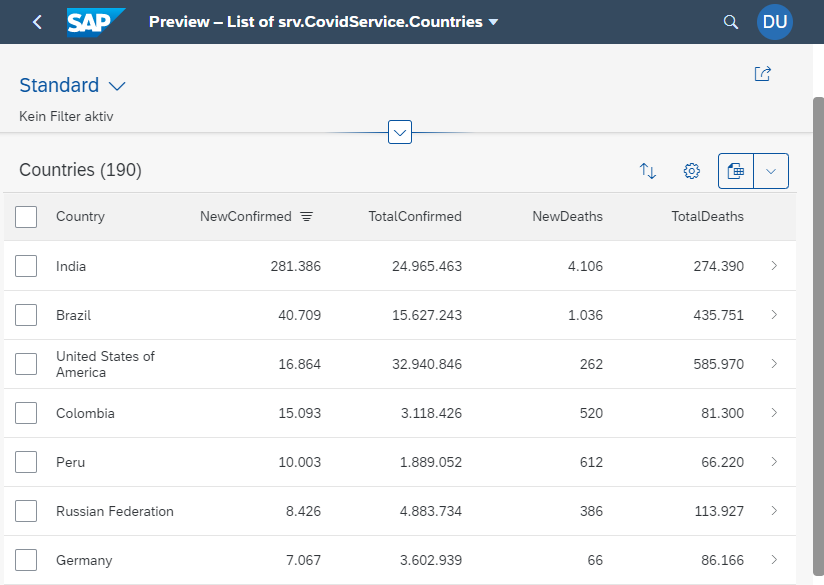 SAP Preview – List of srv.CovidService.Countries DU
Standard
Kein Filter aktiv
Countries (190)
Country NewConfirmed TotalConfirmed NewDeaths TotalDeaths
India 281.386 24.965.463 4.106 274.390
Brazil 40.709 15.627.243 1.036 435.751
United States of
America 16.864 32.940.846 262 585.970
Colombia 15.093 3.118.426 520 81.300
Peru 10.003 1.889.052 612 66.220
Russian Federation 8.426 4.883.734 386 113.927
Germany 7.067 3.602.939 66 86.166